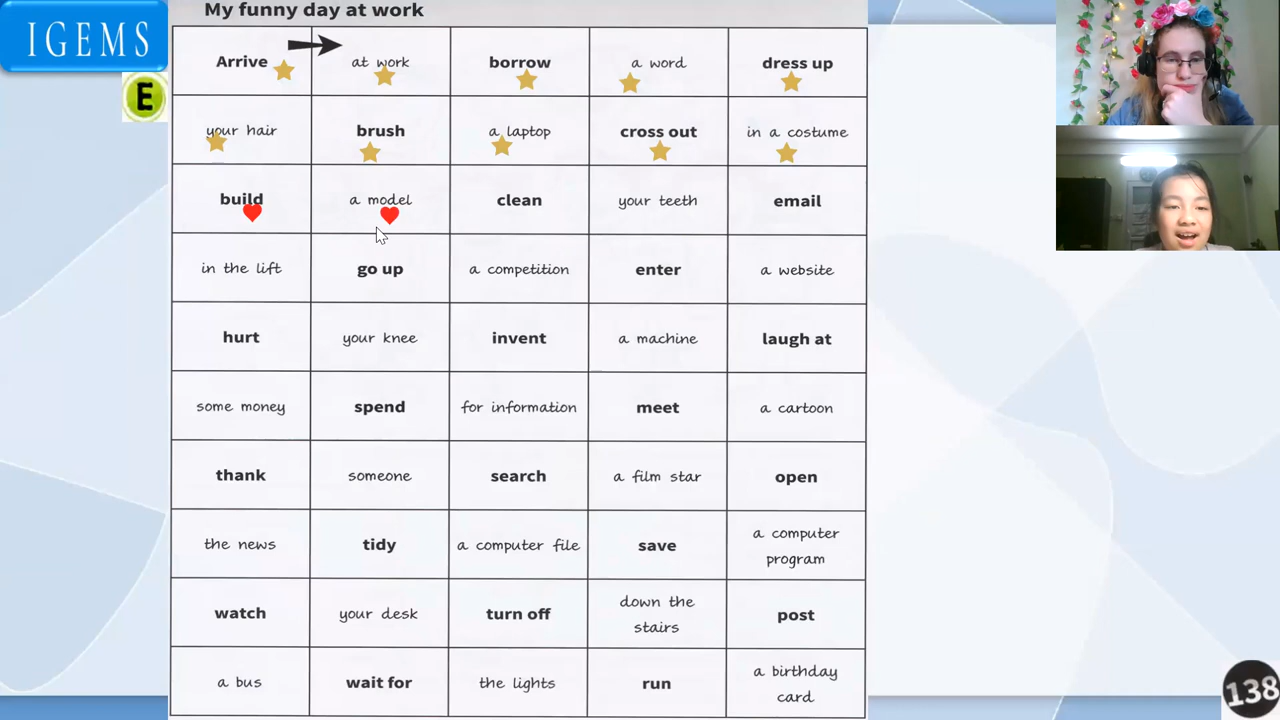 My funny day at work
IGEMS
E
Arrive
at work
borrow
a word
dress up
your hair
brush
a laptop
cross out
in a costume
build
a model
clean
your teeth
email
in the lift
go up
a competition
enter
a website
hurt
your knee
invent
a machine
laugh at
some money
spend
for information
meet
a cartoon
thank
someone
search
a film star
open
the news
tidy
a computer file
save
a computer
program
watch
your desk
turn off
down the
stairs
post
a bus
wait for
the lights
run
a birthday
card
138